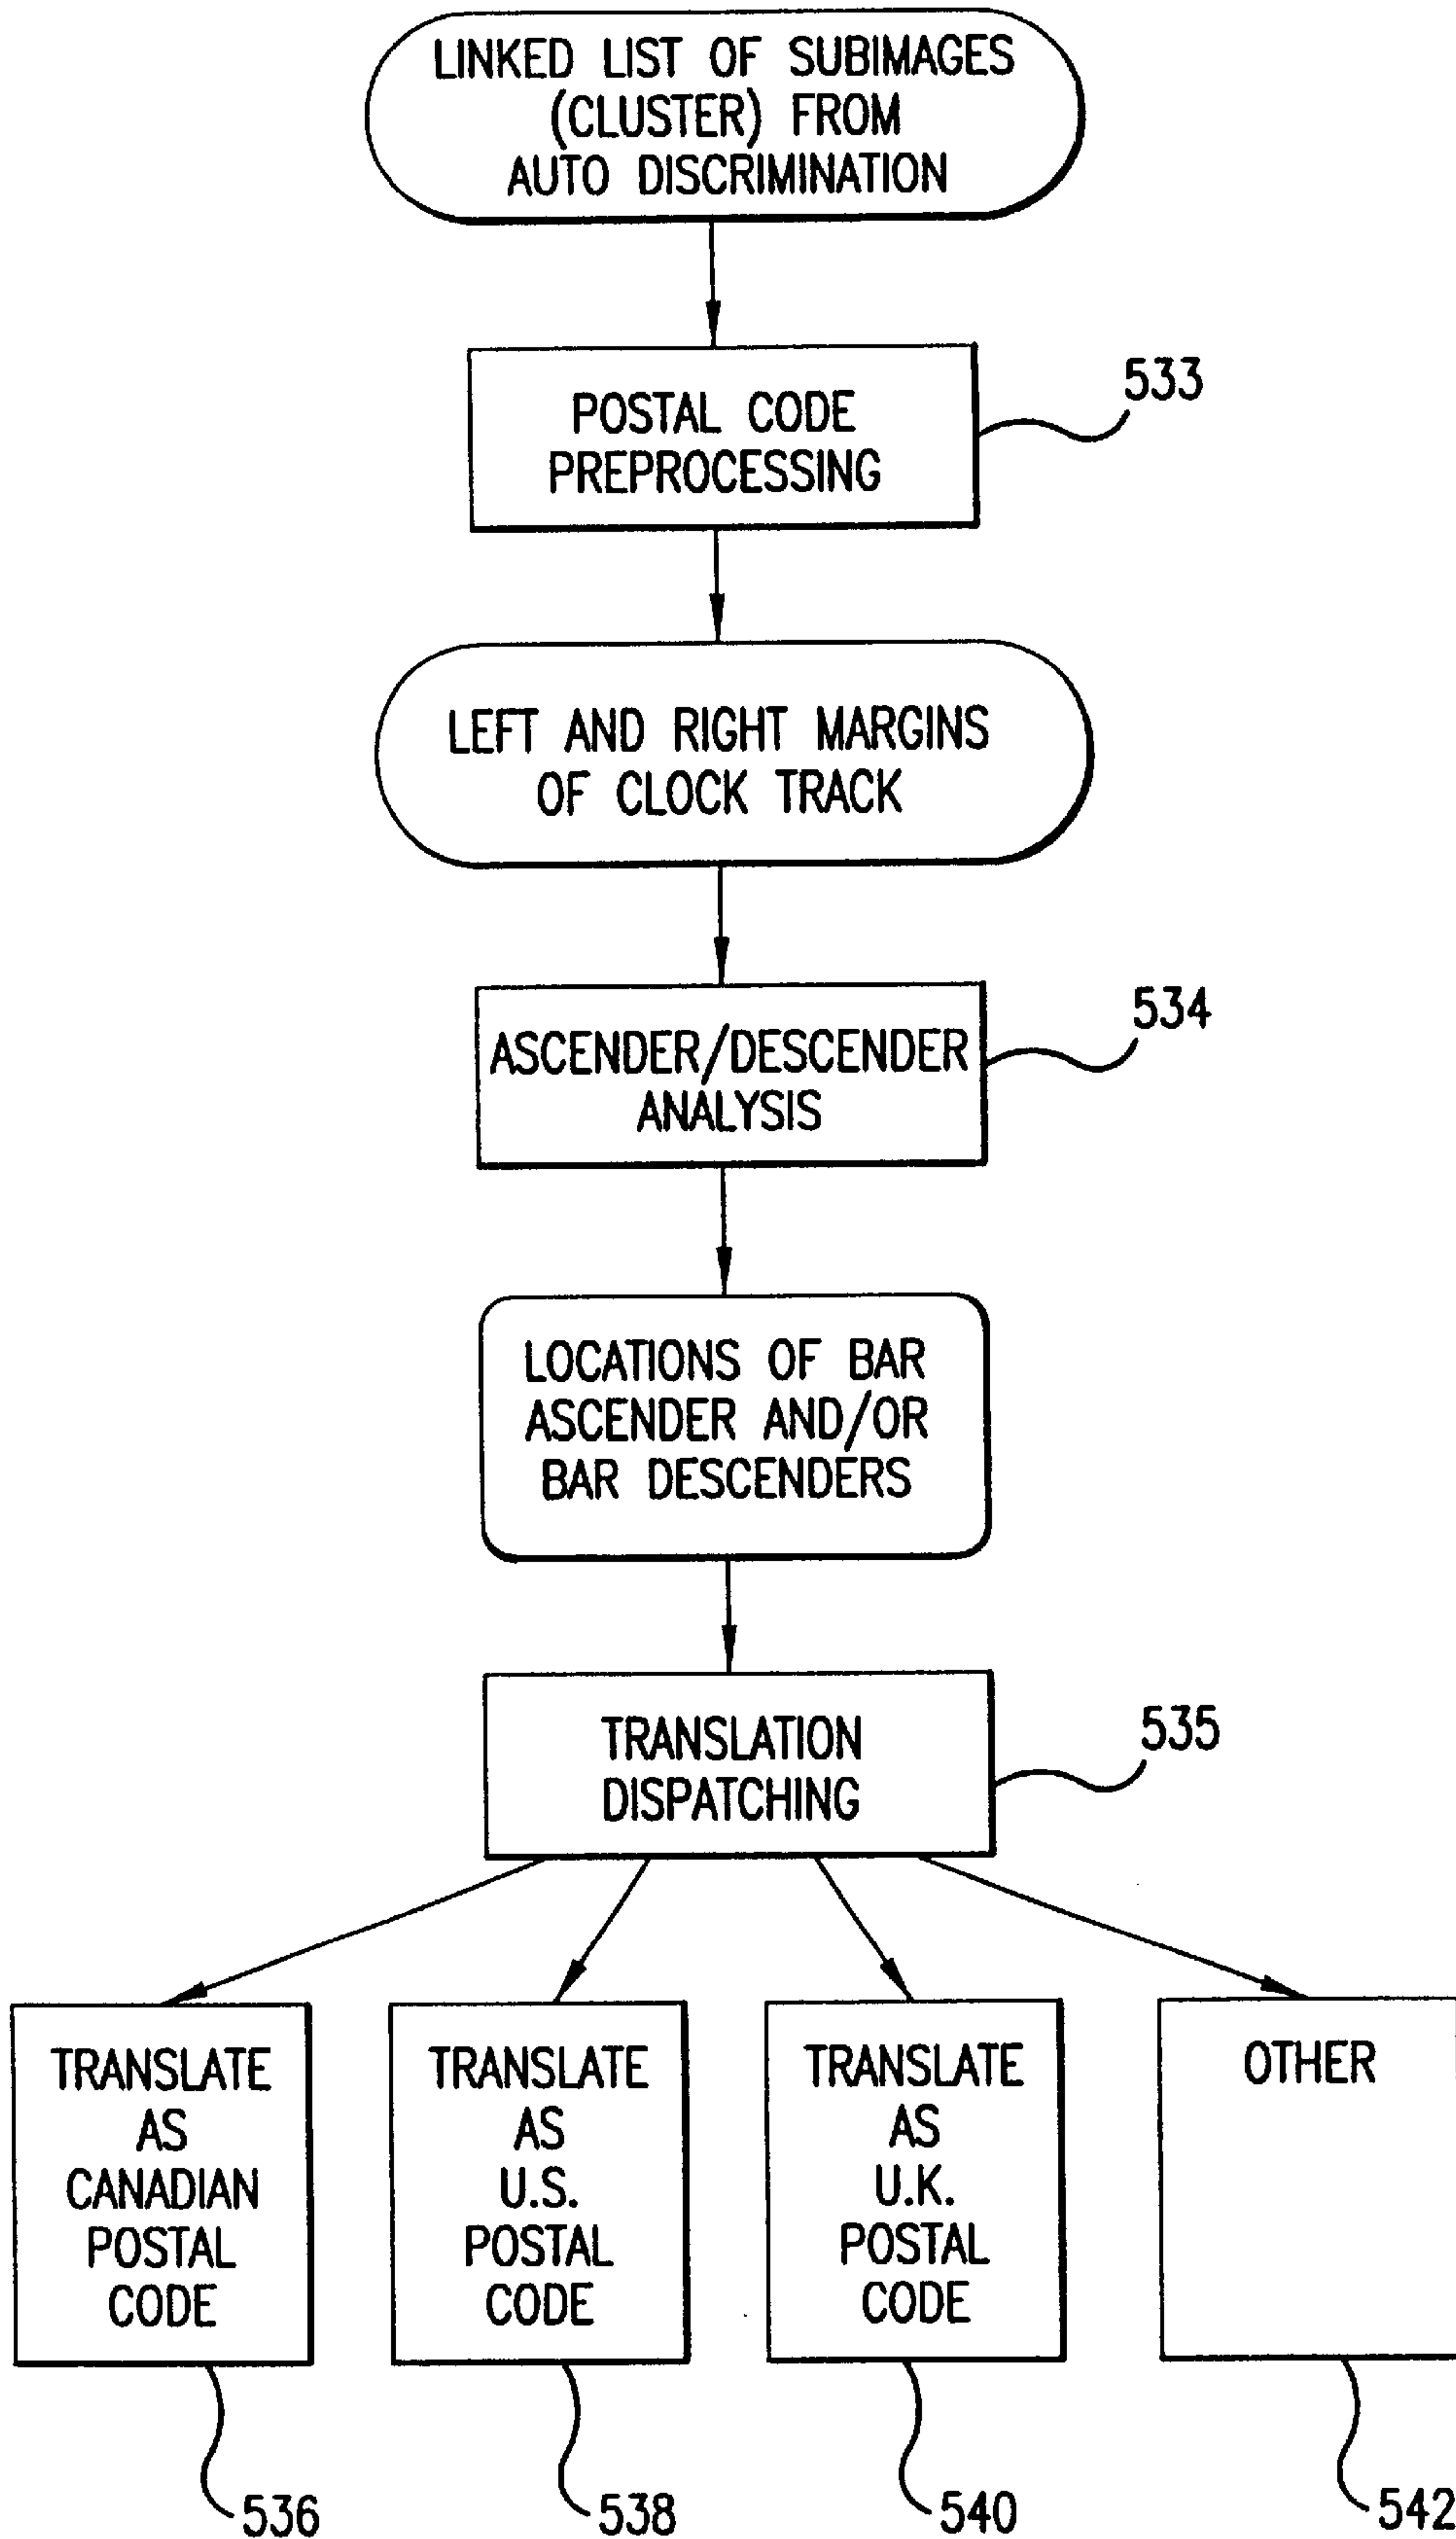 LINKED LIST OF SUBIMAGES
(CLUSTER) FROM
AUTO DISCRIMINATION
POSTAL CODE
PREPROCESSING
533
LEFT AND RIGHT MARGINS
OF CLOCK TRACK
ASCENDER/DESCENDER
ANALYSIS
534
LOCATIONS OF BAR
ASCENDER AND/OR
BAR DESCENDERS
TRANSLATION
DISPATCHING
535
TRANSLATE
AS
CANADIAN
POSTAL
CODE
536
TRANSLATE
AS
U.S.
POSTAL
CODE
538
TRANSLATE
AS
U.K.
POSTAL
CODE
540
OTHER
542